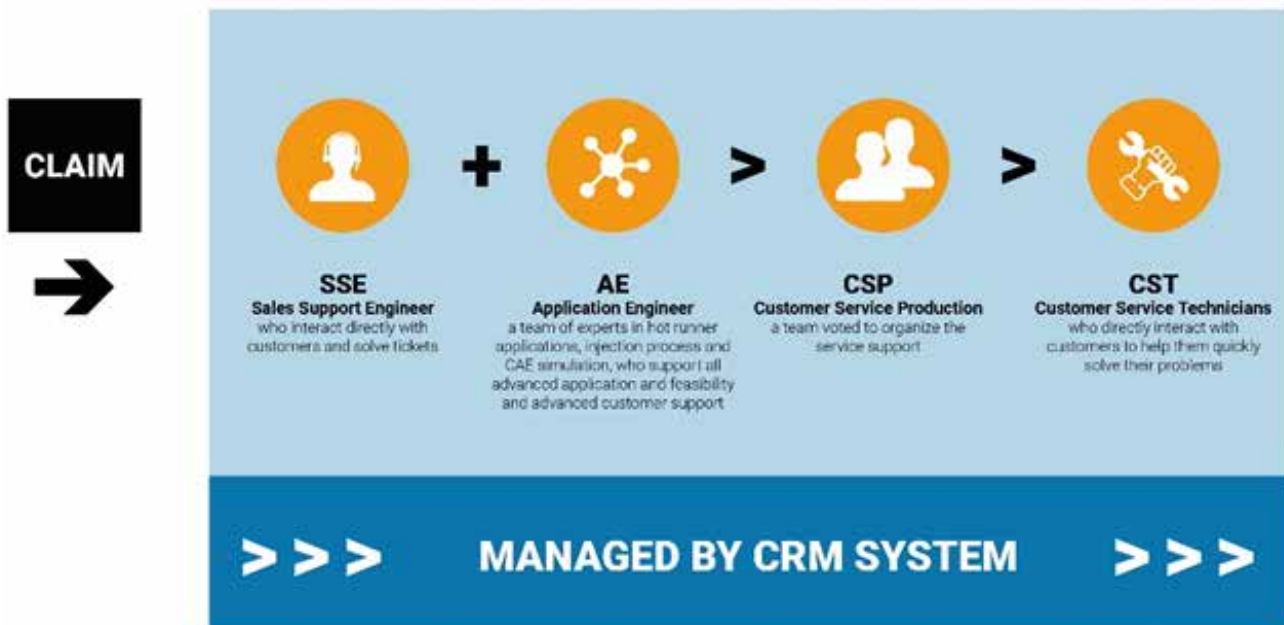 CLAIM
SSE
Sales Support Engineer
who interact directly with
customers and solve tickets
+
AE
Application Engineer
a team of experts in hot runner
applications, injection process and
CAE simulation, who support all
advanced application and feasibility
and advanced customer support
>
CSP
Customer Service Production
a team voted to organize the
service support
>
CST
Customer Service Technicians
who directly interact with
customers to help them quickly
solve their problems
> > > MANAGED BY CRM SYSTEM > > >